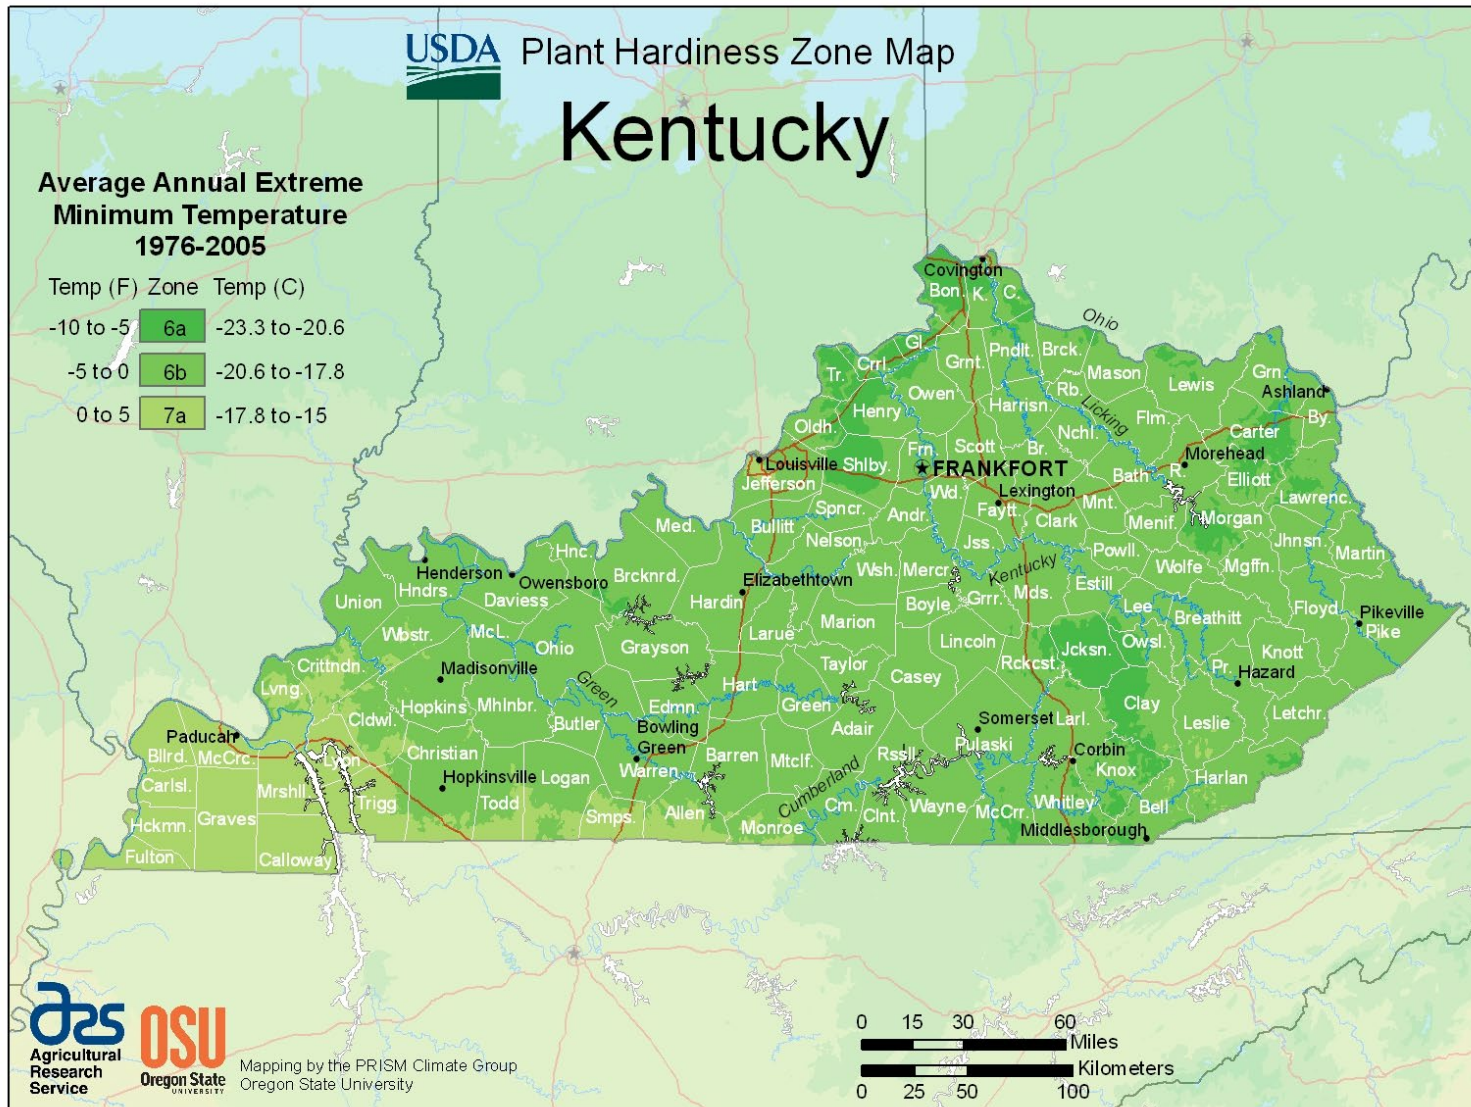 USDA
Plant Hardiness Zone Map
Kentucky
Average Annual Extreme
Minimum Temperature
1976-2005
Temp (F) Zone Temp (C)
-10 to -5 6a -23.3 to -20.6
-5 to 0 6b -20.6 to -17.8
0 to 5 7a -17.8 to -15
Covington
Bon. K. C.
Ohio
Gl. Pndlt. Brck.
Tr. Crrl. Grnt. Mason Grn.
Owen Rb. Lewis Ashland
Henry Harrisn. Licking Flm. By.
Oldh. Nchl. Carter
Frn. Scott Br.
Louisville Shlby. FRANKFORT Bath R. Morehead
Jefferson Wd. Lexington Elliott
Med. Spncr. Faytt. Mnt. Lawrenc.
Bullitt Andr. Clark Menif. Morgan
Hnc. Nelson Jss. Powll. Jhnsn. Martin
Henderson Brcknrd. Wsh. Mercr. Kentucky Wolfe Mgffn.
Hndrs. Owensboro Elizabethtown Estill
Union Daviess Hardin Boyle Grrr. Mds. Lee Breathitt Floyd Pikeville
Wbstr. McL. Ohio Larue Marion Pike
Grayson Lincoln Jcksn. Owsl. Knott
Crittndn. Madisonville Taylor Rckcst. Pr. Hazard
Lvng. Green Hart Casey
Hopkins Mhlnbr. Edmn. Green Clay Letchr.
Cldwl. Butler Adair Somerset Larl. Leslie
Paducah Bowling
Green
Bllrd. McCrc. Lyon Christian Barren Mtclf. Rssll. Pulaski Corbin
Carlsl. Mrshll Hopkinsville Logan Warren Cumberland Knox Harlan
Trigg Todd
Hckmn. Graves Smps. Allen Monroe Cm. Clnt. Wayne McCrr. Whitley Bell
Fulton Calloway Middlesborough
ars
Agricultural
Research
Service
OSU
Oregon State
UNIVERSITY
Mapping by the PRISM Climate Group
Oregon State University
0 15 30 60
Miles
Kilometers
0 25 50 100